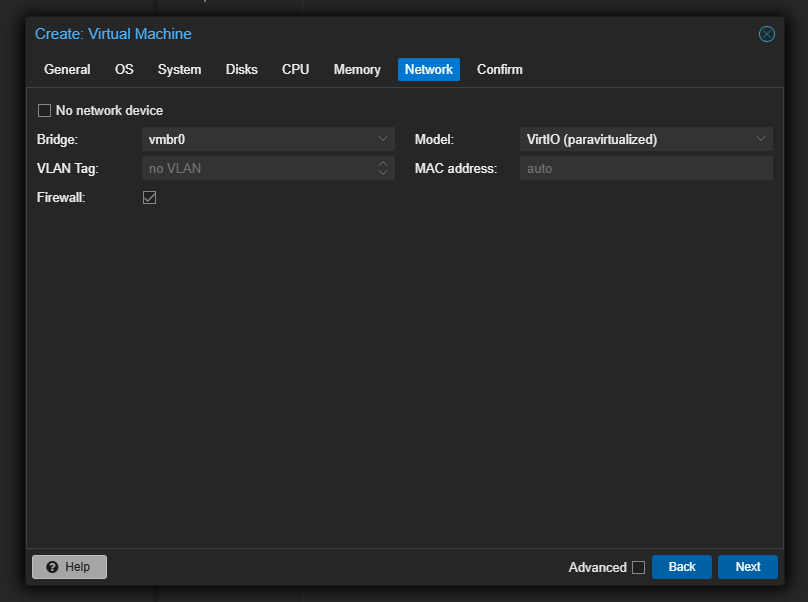 Create: Virtual Machine
General OS System Disks CPU Memory Network Confirm
No network device
Bridge: vmbr0 Model: VirtIO (paravirtualized)
VLAN Tag: no VLAN MAC address: auto
Firewall:
Help Advanced Back Next